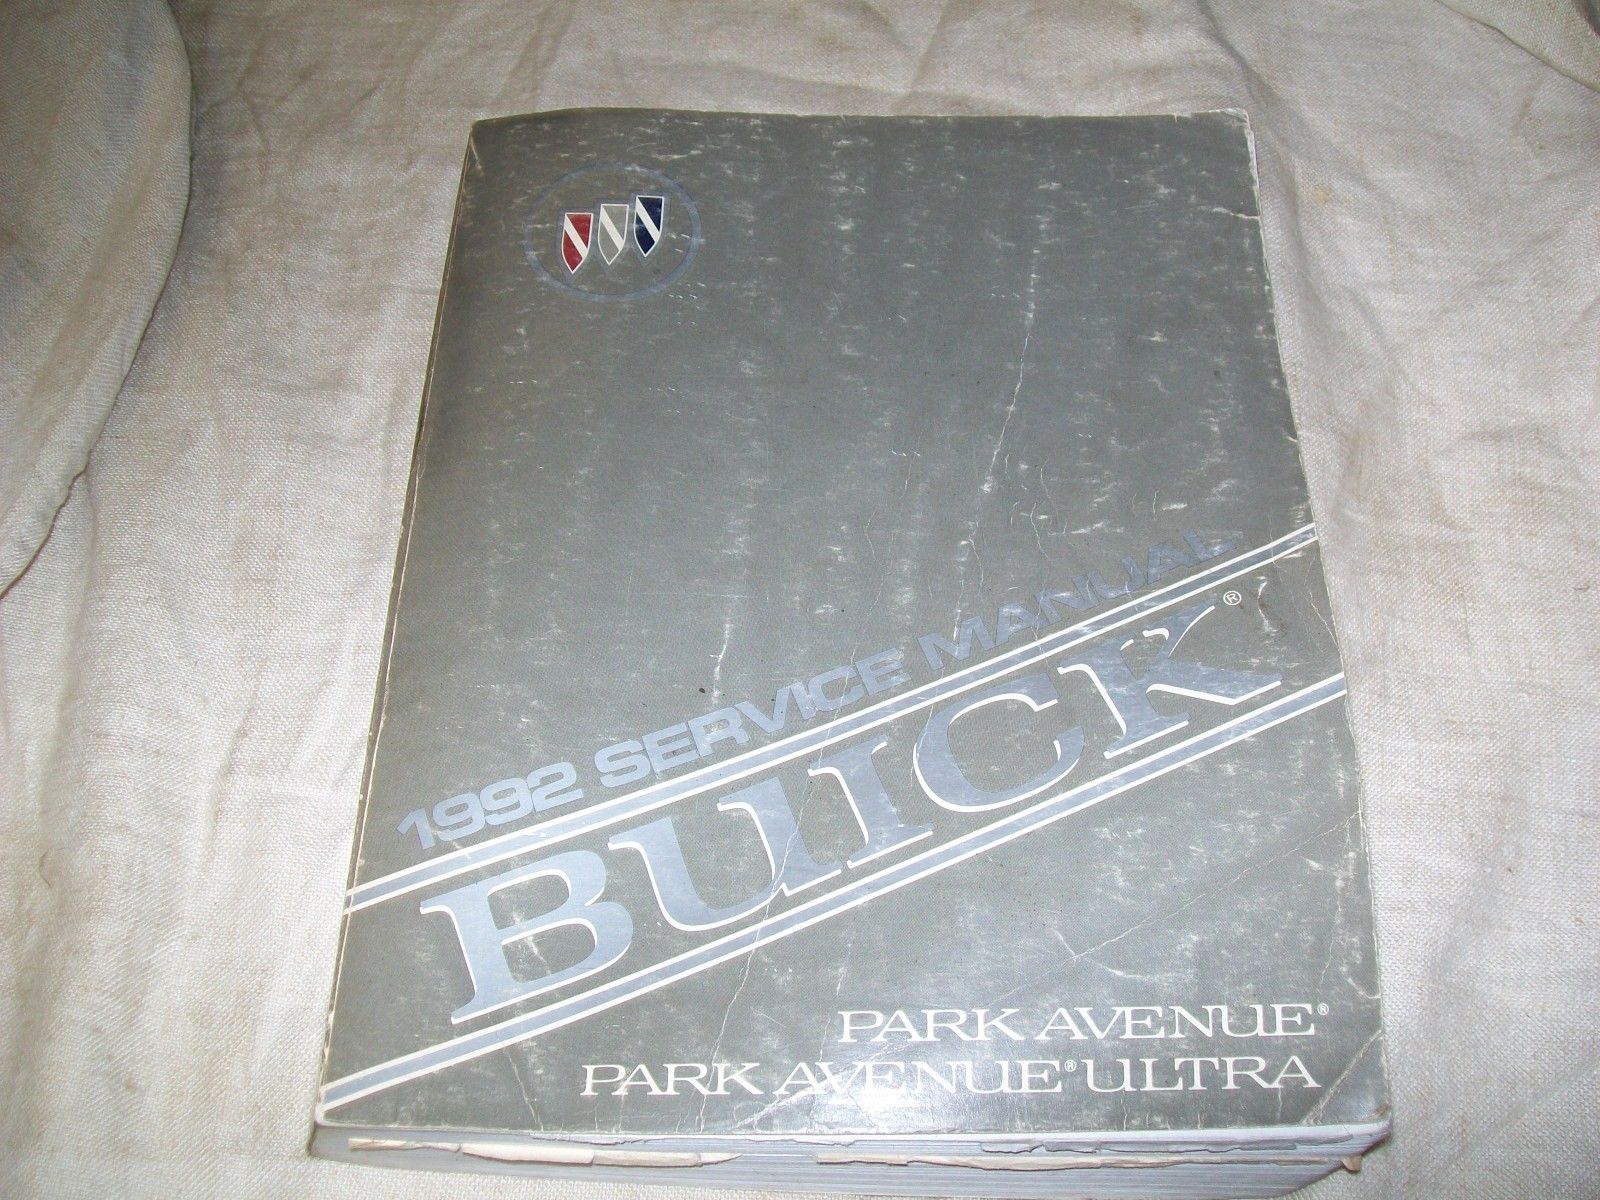 1992 SERVICE MANUAL
BUICK®
PARK AVENUE®
PARK AVENUE® ULTRA